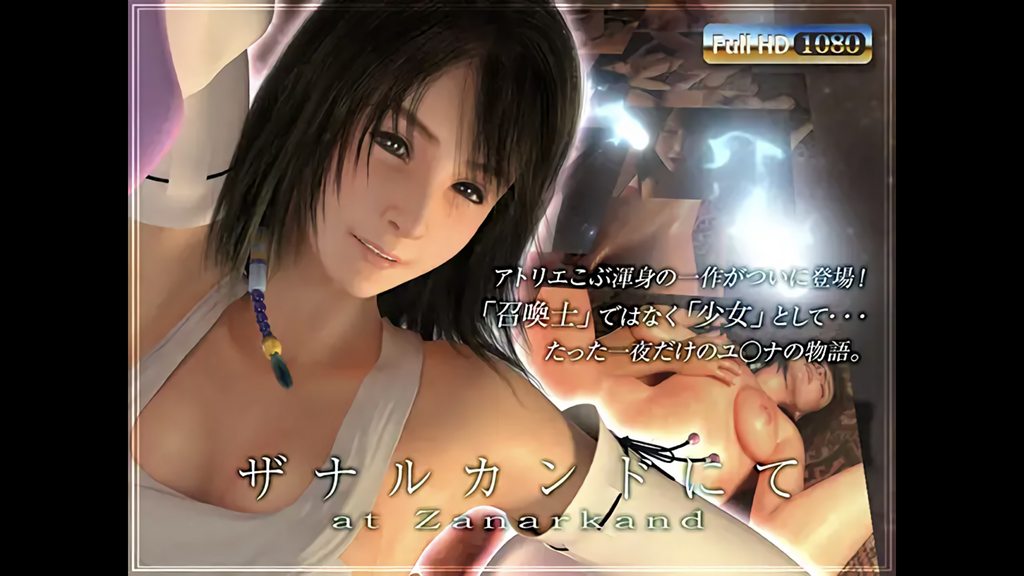 Full HD 1080
アトリエこぶ渾身の一作がついに登場!
「召喚士」ではなく「少女」として・・・
たった一夜だけのユ○ナの物語。
ザナルカンドにて
at Zanarkand